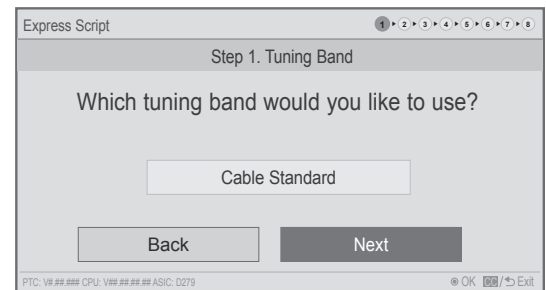 Express Script
1 ▸ 2 ▸ 3 ▸ 4 ▸ 5 ▸ 6 ▸ 7 ▸ 8
Step 1. Tuning Band
Which tuning band would you like to use?
Cable Standard
Back Next
PTC: V#.##.### CPU: V##.##.##.## ASIC: D279 OK CC / Exit